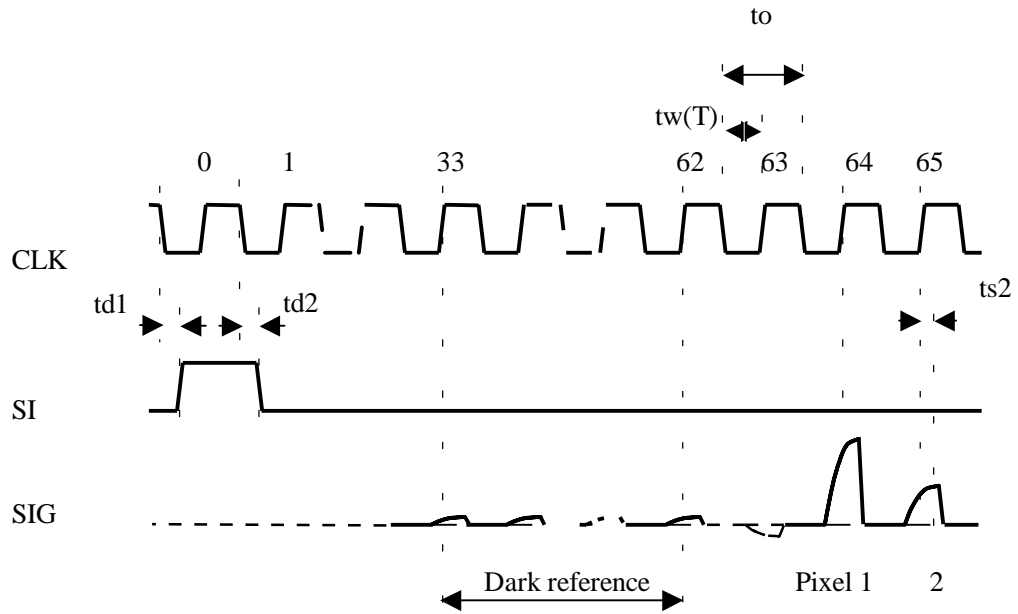 to
tw(T)
0 1 33 62 63 64 65
CLK
td1 td2 ts2
SI
SIG
Dark reference Pixel 1 2